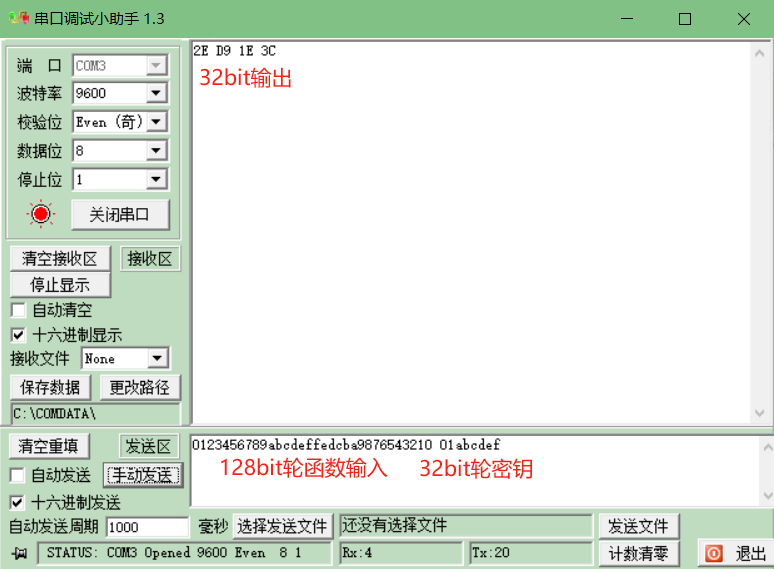 串口调试小助手 1.3
端 口 COM3
波特率 9600
校验位 Even (奇)
数据位 8
停止位 1
关闭串口
清空接收区 接收区
停止显示
自动清空
十六进制显示
接收文件 None
保存数据 更改路径
C:\COMDATA\
2E D9 1E 3C
32bit输出
清空重填 发送区
自动发送 手动发送
十六进制发送
0123456789abcdeffedcba9876543210 01abcdef
128bit轮函数输入 32bit轮密钥
自动发送周期 1000 毫秒 选择发送文件 还没有选择文件 发送文件
STATUS: COM3 Opened 9600 Even 8 1 Rx:4 Tx:20 计数清零 退出